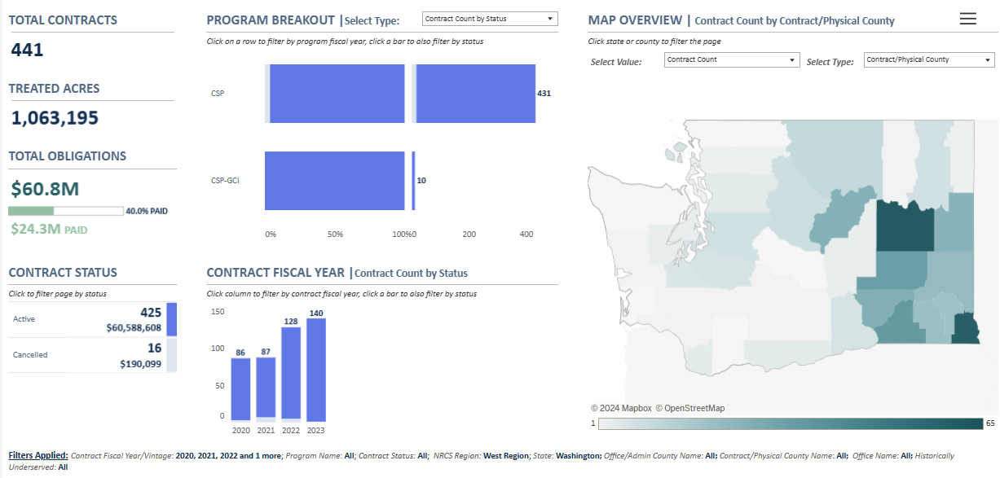 TOTAL CONTRACTS
441
TREATED ACRES
1,063,195
TOTAL OBLIGATIONS
$60.8M
40.0% PAID
$24.3M PAID
CONTRACT STATUS
Click to filter page by status
Active
425
$60,588,608
Cancelled
16
$190,099
PROGRAM BREAKOUT | Select Type:
Contract Count by Status
Click on a row to filter by program fiscal year, click a bar to also filter by status
CSP
431
CSP-GCI
10
0%
50%
100%0
200
400
CONTRACT FISCAL YEAR | Contract Count by Status
Click column to filter by contract fiscal year, click a bar to also filter by status
150
100
50
0
86
87
128
140
2020
2021
2022
2023
MAP OVERVIEW | Contract Count by Contract/Physical County
Click state or county to filter the page
Select Value:
Contract Count
Select Type:
Contract/Physical County
© 2024 Mapbox © OpenStreetMap
1
65
Filters Applied: Contract Fiscal Year/Vintage: 2020, 2021, 2022 and 1 more; Program Name: All; Contract Status: All; NRCS Region: West Region; State: Washington; Office/Admin County Name: All; Contract/Physical County Name: All; Office Name: All; Historically
Underserved: All